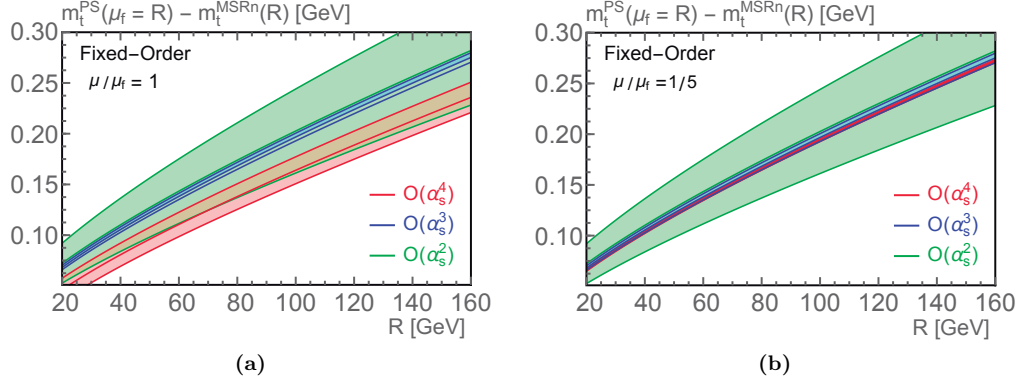 m_t^PS(μ_f = R) − m_t^MSRn(R) [GeV]
0.30
0.25
0.20
0.15
0.10
Fixed−Order
μ/μ_f = 1
O(α_s^4)
O(α_s^3)
O(α_s^2)
20 40 60 80 100 120 140 160
R [GeV]
(a)
m_t^PS(μ_f = R) − m_t^MSRn(R) [GeV]
0.30
0.25
0.20
0.15
0.10
Fixed−Order
μ/μ_f = 1/5
O(α_s^4)
O(α_s^3)
O(α_s^2)
20 40 60 80 100 120 140 160
R [GeV]
(b)